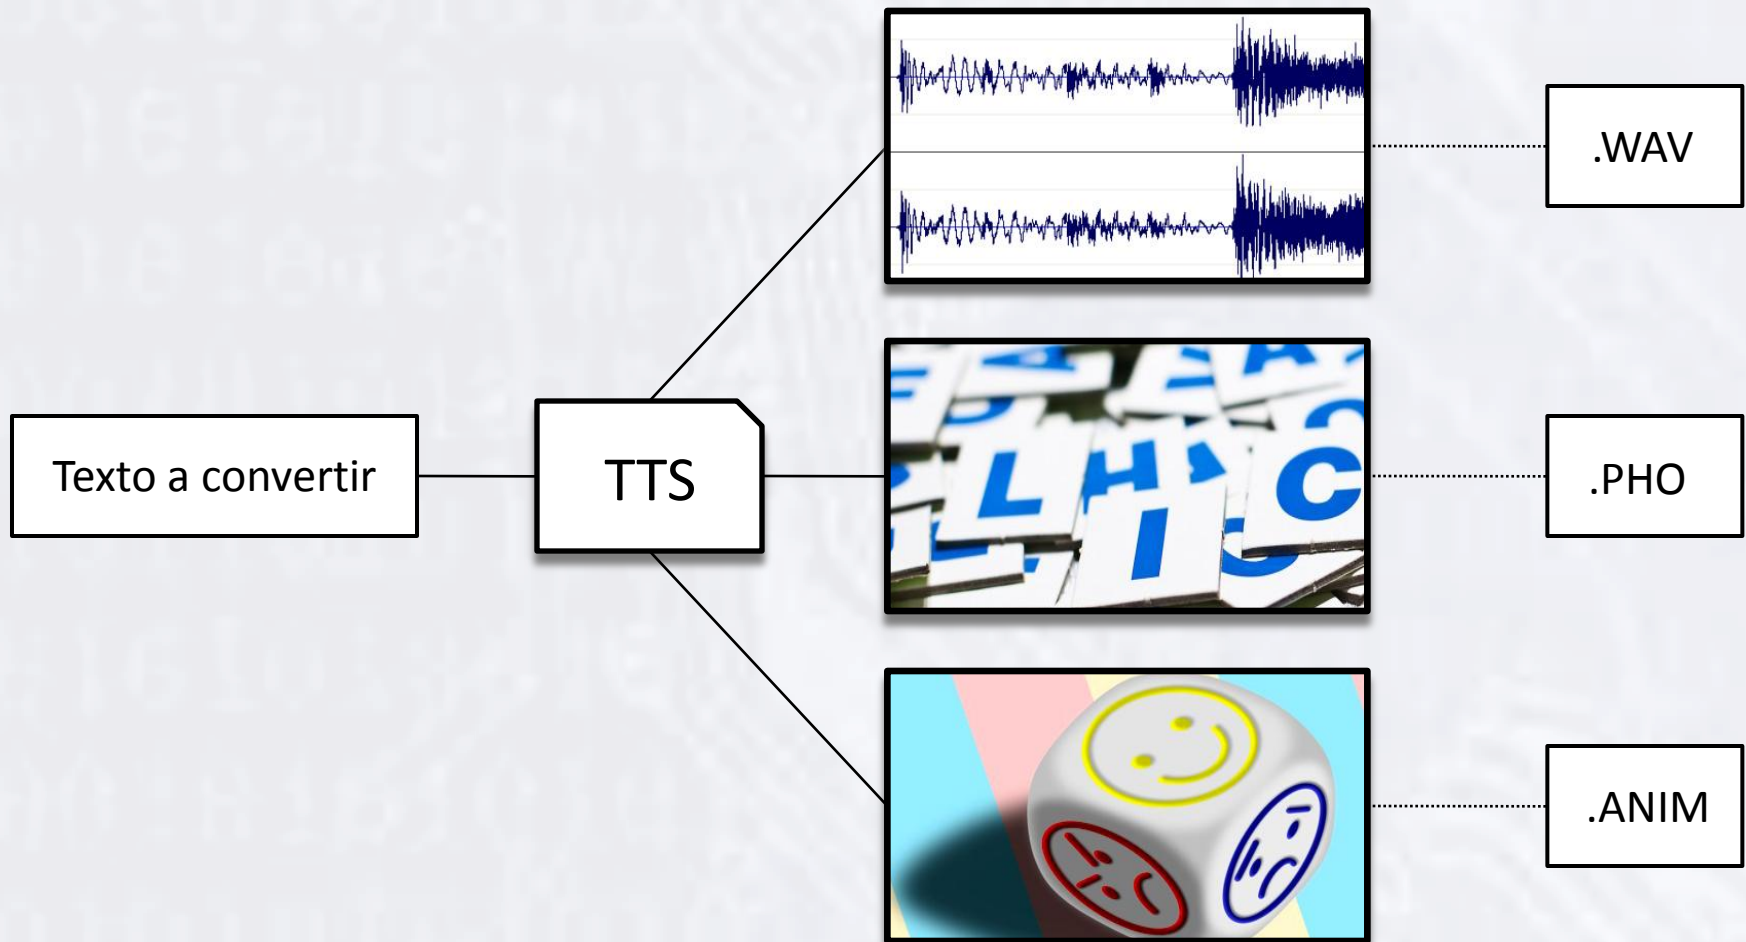 .WAV
Texto a convertir
TTS
L
H
I
C
.PHO
.ANIM